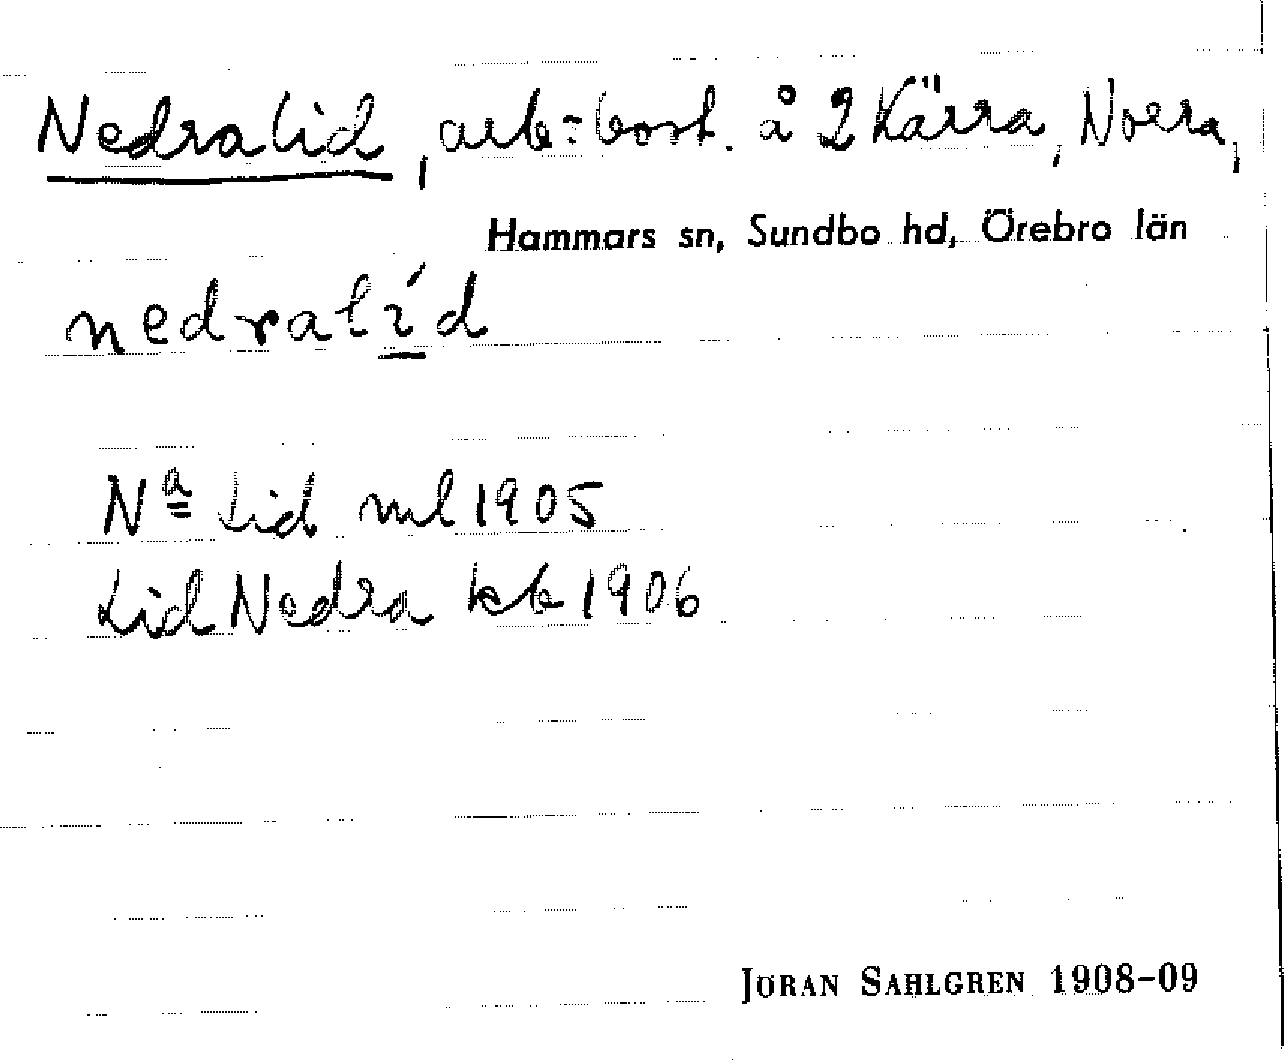 Nedralid, arb=bost. å 2 Kärra, Norra,
Hammars sn, Sundbo hd, Örebro län
nedralíd
Nª Lid ml 1905
Lid Nedra kb 1906
JÖRAN SAHLGREN 1908-09